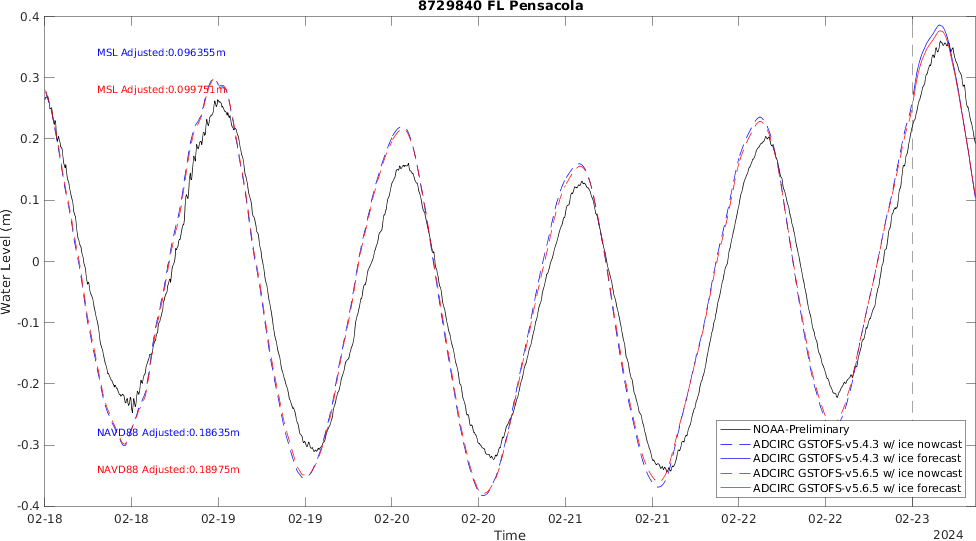 8729840 FL Pensacola
0.4
0.3
0.2
0.1
0
-0.1
-0.2
-0.3
-0.4
Water Level (m)
MSL Adjusted:0.096355m
MSL Adjusted:0.099751m
NAVD88 Adjusted:0.18635m
NAVD88 Adjusted:0.18975m
NOAA-Preliminary
ADCIRC GSTOFS-v5.4.3 w/ ice nowcast
ADCIRC GSTOFS-v5.4.3 w/ ice forecast
ADCIRC GSTOFS-v5.6.5 w/ ice nowcast
ADCIRC GSTOFS-v5.6.5 w/ ice forecast
02-18 02-18 02-19 02-19 02-20 02-20 02-21 02-21 02-22 02-22 02-23
Time
2024